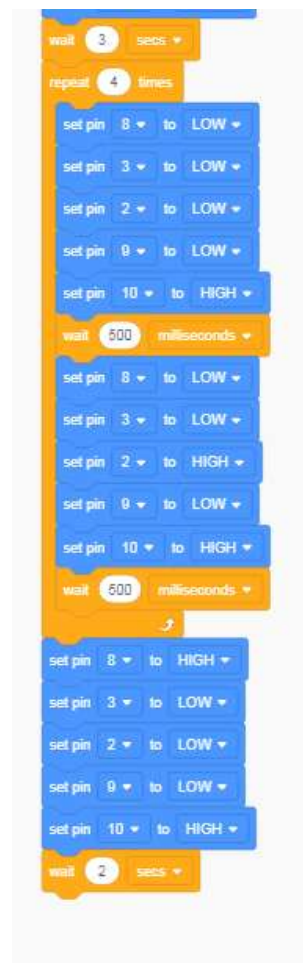 wait 3 secs
repeat 4 times
set pin 8 to LOW
set pin 3 to LOW
set pin 2 to LOW
set pin 9 to LOW
set pin 10 to HIGH
wait 500 milliseconds
set pin 8 to LOW
set pin 3 to LOW
set pin 2 to HIGH
set pin 9 to LOW
set pin 10 to HIGH
wait 500 milliseconds
set pin 8 to HIGH
set pin 3 to LOW
set pin 2 to LOW
set pin 9 to LOW
set pin 10 to HIGH
wait 2 secs